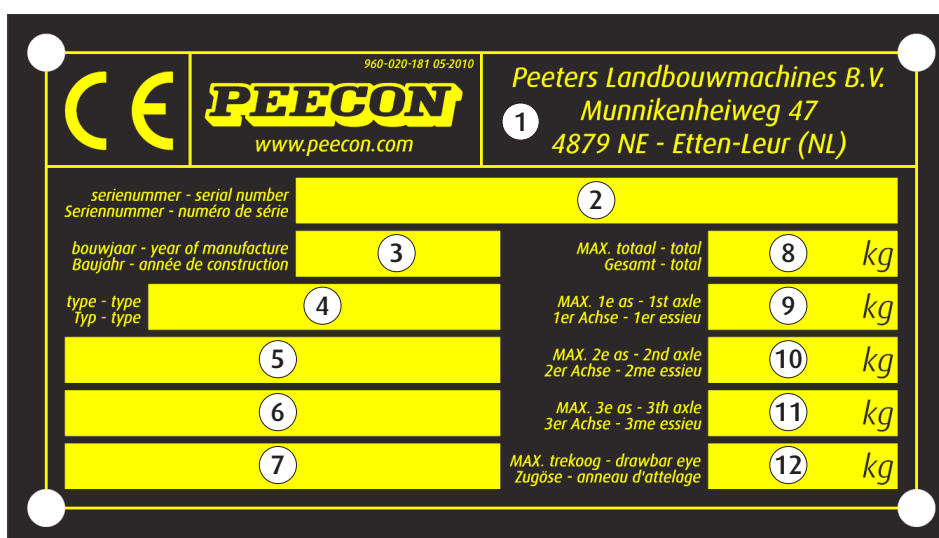 CE
960-020-181 05-2010
PEECON
www.peecon.com
1
Peeters Landbouwmachines B.V.
Munnikenheiweg 47
4879 NE - Etten-Leur (NL)
serienummer - serial number
Seriennummer - numéro de série
2
bouwjaar - year of manufacture
Baujahr - année de construction
3
MAX. totaal - total
Gesamt - total
8 kg
type - type
Typ - type
4
MAX. 1e as - 1st axle
1er Achse - 1er essieu
9 kg
5
MAX. 2e as - 2nd axle
2er Achse - 2me essieu
10 kg
6
MAX. 3e as - 3th axle
3er Achse - 3me essieu
11 kg
7
MAX. trekoog - drawbar eye
Zugöse - anneau d'attelage
12 kg